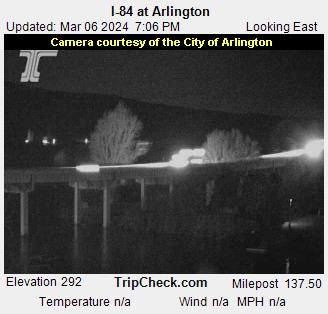 I-84 at Arlington
Updated: Mar 06 2024 7:06 PM Looking East
Camera courtesy of the City of Arlington
Elevation 292 TripCheck.com Milepost 137.50
Temperature n/a Wind n/a MPH n/a